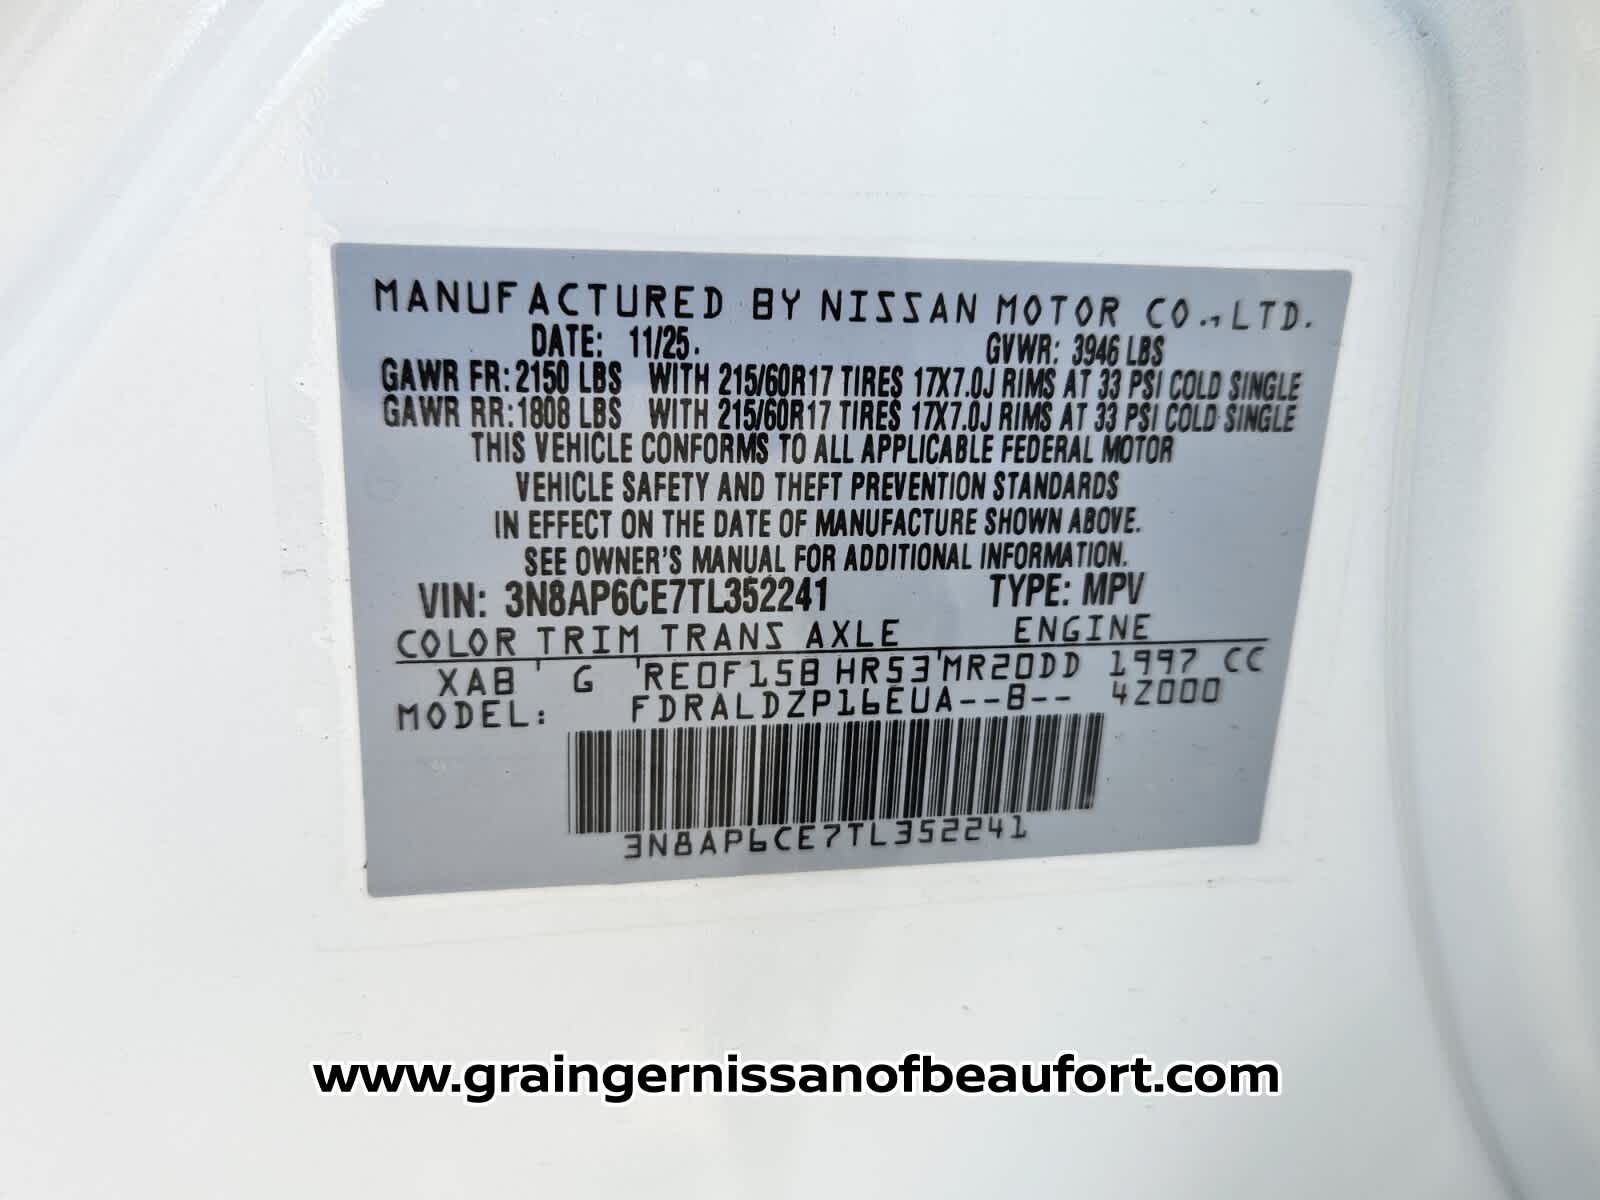 MANUFACTURED BY NISSAN MOTOR CO., LTD.
DATE: 11/25. GVWR: 3946 LBS
GAWR FR: 2150 LBS WITH 215/60R17 TIRES 17X7.0J RIMS AT 33 PSI COLD SINGLE
GAWR RR: 1808 LBS WITH 215/60R17 TIRES 17X7.0J RIMS AT 33 PSI COLD SINGLE
THIS VEHICLE CONFORMS TO ALL APPLICABLE FEDERAL MOTOR
VEHICLE SAFETY AND THEFT PREVENTION STANDARDS
IN EFFECT ON THE DATE OF MANUFACTURE SHOWN ABOVE.
SEE OWNER'S MANUAL FOR ADDITIONAL INFORMATION.
VIN: 3N8AP6CE7TL352241 TYPE: MPV
COLOR TRIM TRANS AXLE ENGINE
XAB ' G 'RE0F15B HR53'MR20DD 1997 CC
MODEL: FDRALDZP16EUA--B-- 4Z000
3N8AP6CE7TL352241
www.graingernissanofbeaufort.com